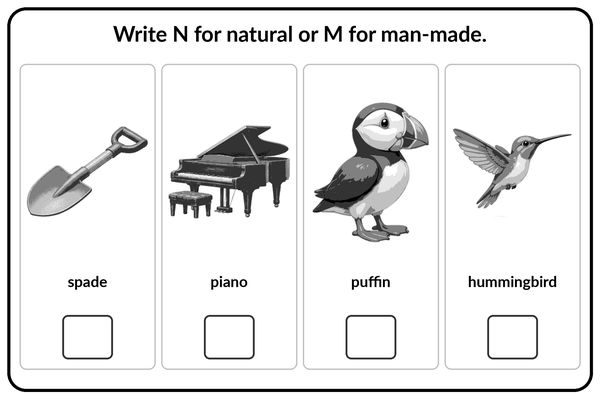 Write N for natural or M for man-made.
spade
piano
puffin
hummingbird